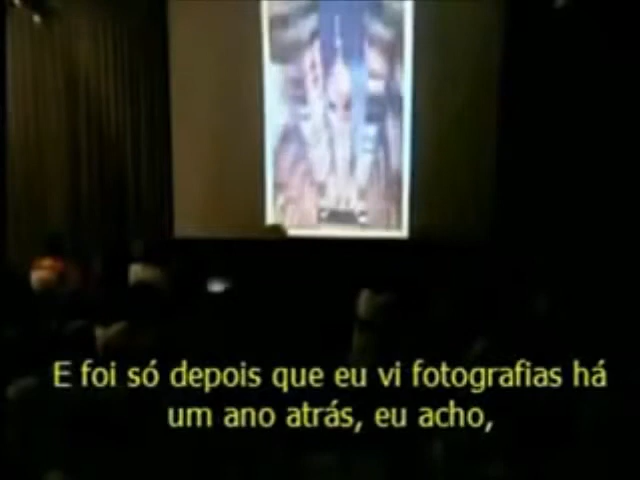 E foi só depois que eu vi fotografias há
um ano atrás, eu acho,